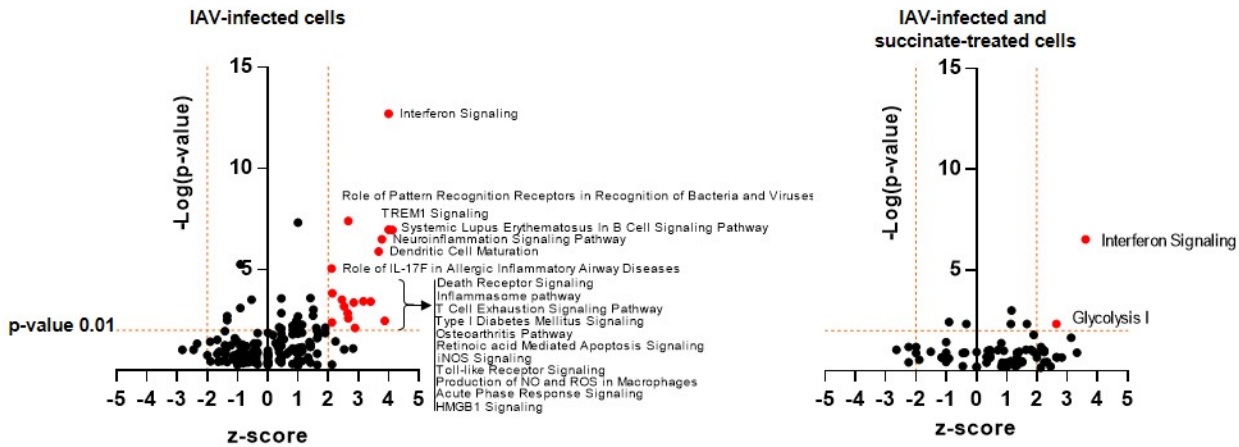 IAV-infected cells
-Log(p-value)
15
10
5
p-value 0.01
Interferon Signaling
Role of Pattern Recognition Receptors in Recognition of Bacteria and Viruses
TREM1 Signaling
Systemic Lupus Erythematosus In B Cell Signaling Pathway
Neuroinflammation Signaling Pathway
Dendritic Cell Maturation
Role of IL-17F in Allergic Inflammatory Airway Diseases
Death Receptor Signaling
Inflammasome pathway
T Cell Exhaustion Signaling Pathway
Type I Diabetes Mellitus Signaling
Osteoarthritis Pathway
Retinoic acid Mediated Apoptosis Signaling
iNOS Signaling
Toll-like Receptor Signaling
Production of NO and ROS in Macrophages
Acute Phase Response Signaling
HMGB1 Signaling
-5 -4 -3 -2 -1 0 1 2 3 4 5
z-score
IAV-infected and
succinate-treated cells
-Log(p-value)
15
10
5
Interferon Signaling
Glycolysis I
-5 -4 -3 -2 -1 0 1 2 3 4 5
z-score